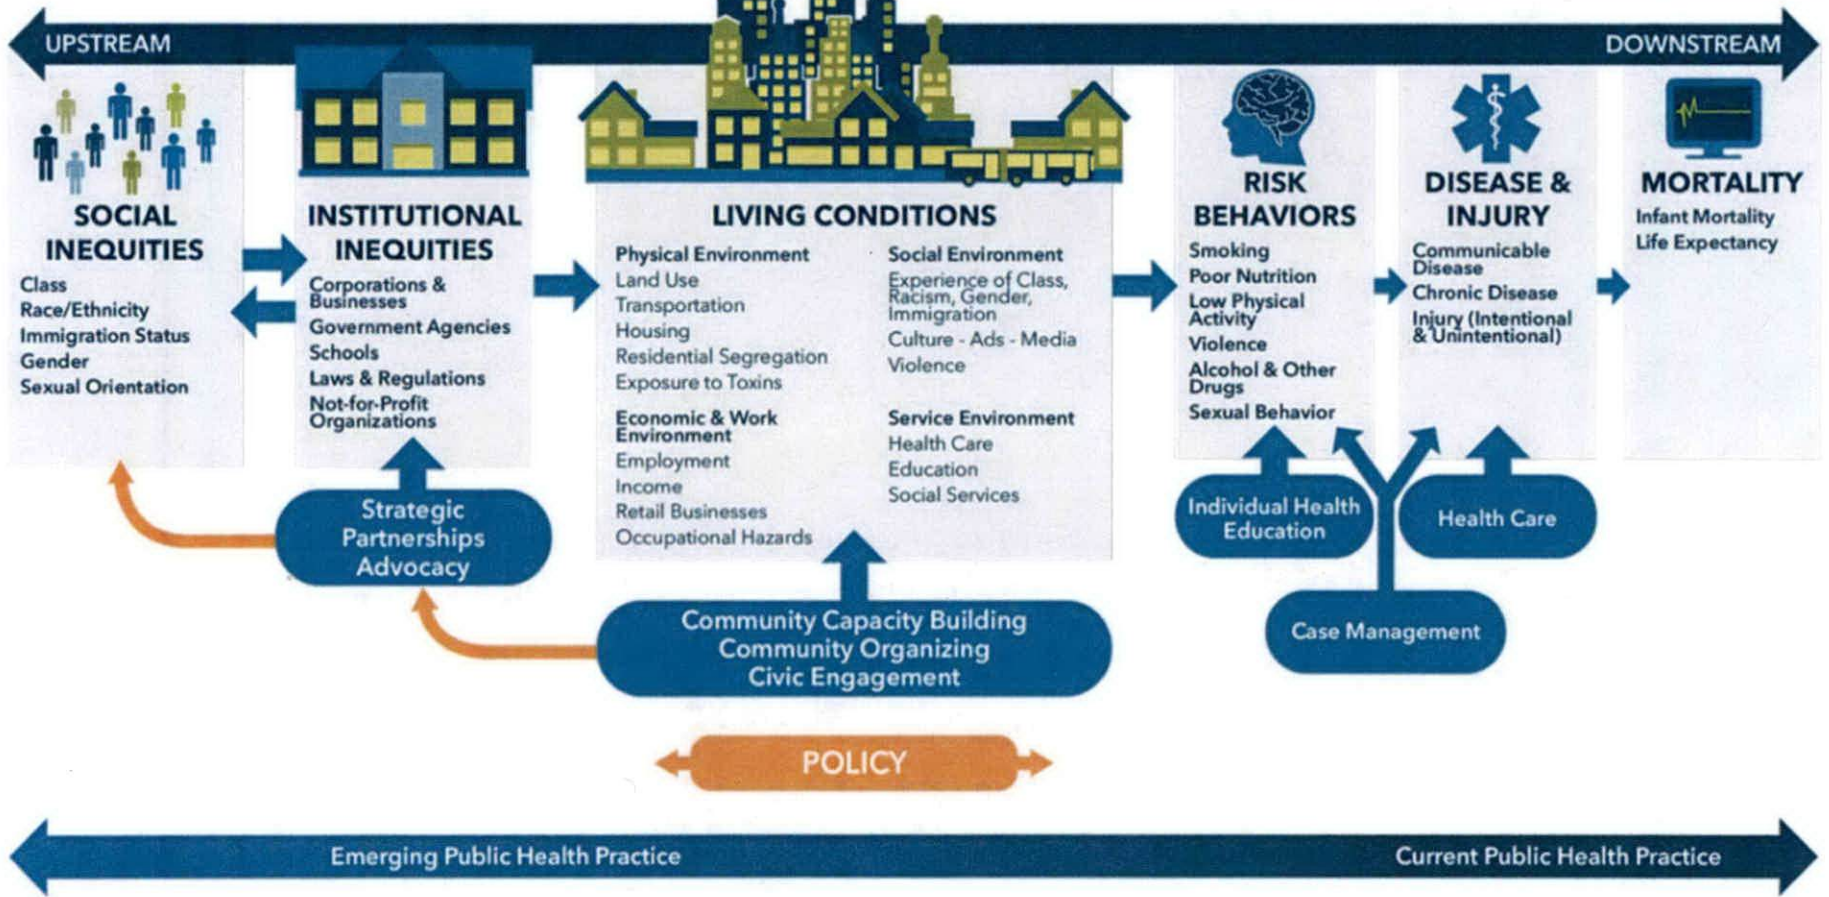 UPSTREAM
DOWNSTREAM
SOCIAL
INEQUITIES
Class
Race/Ethnicity
Immigration Status
Gender
Sexual Orientation
INSTITUTIONAL
INEQUITIES
Corporations &
Businesses
Government Agencies
Schools
Laws & Regulations
Not-for-Profit
Organizations
LIVING CONDITIONS
Physical Environment
Land Use
Transportation
Housing
Residential Segregation
Exposure to Toxins
Economic & Work
Environment
Employment
Income
Retail Businesses
Occupational Hazards
Social Environment
Experience of Class,
Racism, Gender,
Immigration
Culture - Ads - Media
Violence
Service Environment
Health Care
Education
Social Services
RISK
BEHAVIORS
Smoking
Poor Nutrition
Low Physical
Activity
Violence
Alcohol & Other
Drugs
Sexual Behavior
DISEASE &
INJURY
Communicable
Disease
Chronic Disease
Injury (Intentional
& Unintentional)
MORTALITY
Infant Mortality
Life Expectancy
Strategic
Partnerships
Advocacy
Community Capacity Building
Community Organizing
Civic Engagement
Individual Health
Education
Health Care
Case Management
POLICY
Emerging Public Health Practice
Current Public Health Practice